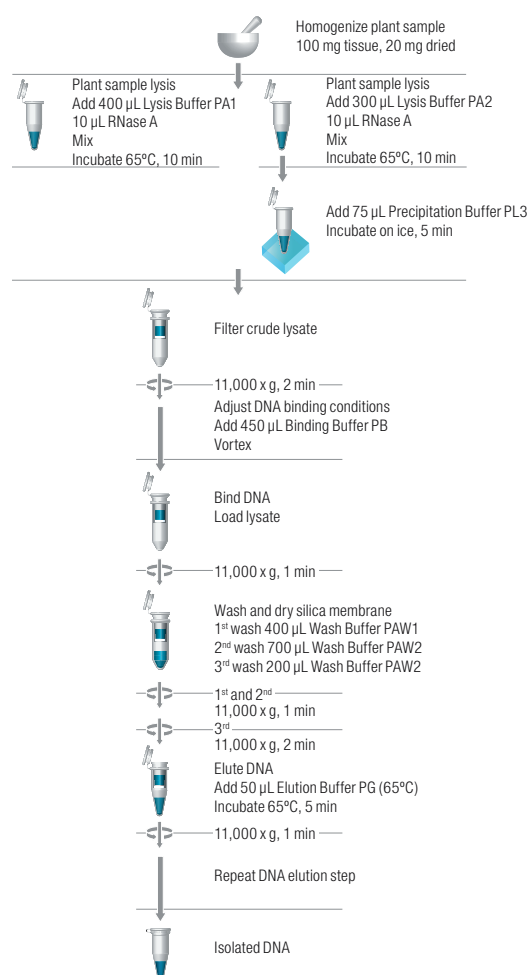 Homogenize plant sample
100 mg tissue, 20 mg dried
Plant sample lysis
Add 400 µL Lysis Buffer PA1
10 µL RNase A
Mix
Incubate 65ºC, 10 min
Plant sample lysis
Add 300 µL Lysis Buffer PA2
10 µL RNase A
Mix
Incubate 65ºC, 10 min
Add 75 µL Precipitation Buffer PL3
Incubate on ice, 5 min
Filter crude lysate
11,000 x g, 2 min
Adjust DNA binding conditions
Add 450 µL Binding Buffer PB
Vortex
Bind DNA
Load lysate
11,000 x g, 1 min
Wash and dry silica membrane
1st wash 400 µL Wash Buffer PAW1
2nd wash 700 µL Wash Buffer PAW2
3rd wash 200 µL Wash Buffer PAW2
1st and 2nd
11,000 x g, 1 min
3rd
11,000 x g, 2 min
Elute DNA
Add 50 µL Elution Buffer PG (65ºC)
Incubate 65ºC, 5 min
11,000 x g, 1 min
Repeat DNA elution step
Isolated DNA